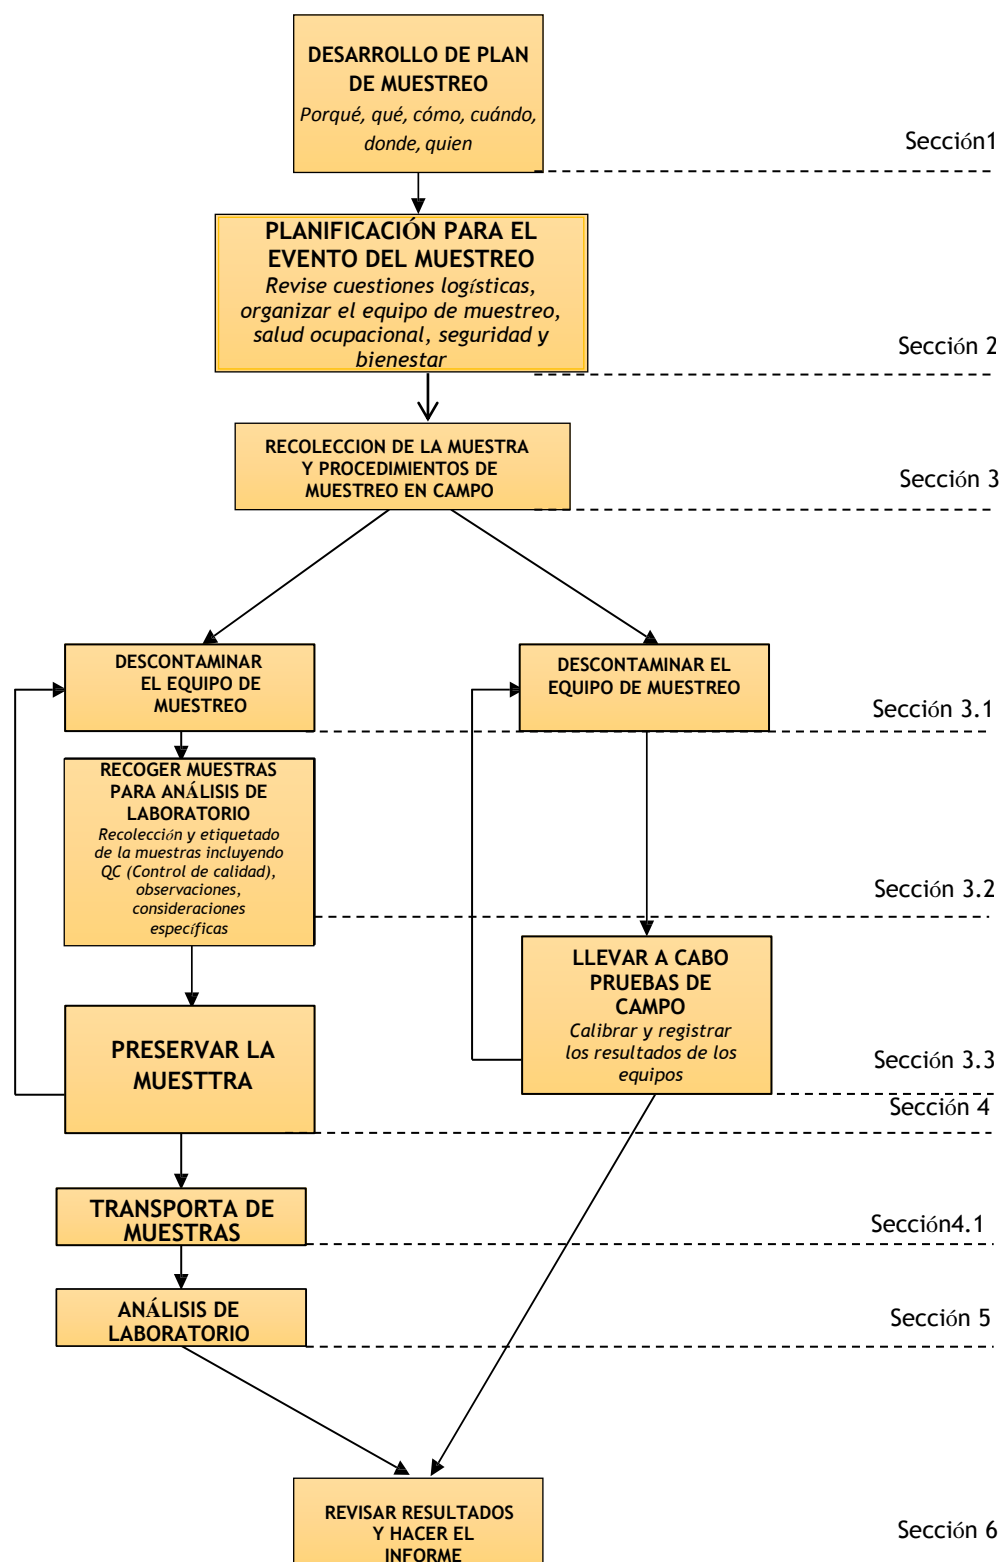 DESARROLLO DE PLAN
DE MUESTREO
Porqué, qué, cómo, cuándo,
donde, quien
Sección1
PLANIFICACIÓN PARA EL
EVENTO DEL MUESTREO
Revise cuestiones logísticas,
organizar el equipo de muestreo,
salud ocupacional, seguridad y
bienestar
Sección 2
RECOLECCION DE LA MUESTRA
Y PROCEDIMIENTOS DE
MUESTREO EN CAMPO
Sección 3
DESCONTAMINAR
EL EQUIPO DE
MUESTREO
DESCONTAMINAR EL
EQUIPO DE MUESTREO
Sección 3.1
RECOGER MUESTRAS
PARA ANÁLISIS DE
LABORATORIO
Recolección y etiquetado
de la muestras incluyendo
QC (Control de calidad),
observaciones,
consideraciones
específicas
Sección 3.2
LLEVAR A CABO
PRUEBAS DE
CAMPO
Calibrar y registrar
los resultados de los
equipos
Sección 3.3
PRESERVAR LA
MUESTTRA
Sección 4
TRANSPORTA DE
MUESTRAS
Sección4.1
ANÁLISIS DE
LABORATORIO
Sección 5
REVISAR RESULTADOS
Y HACER EL
INFORME
Sección 6